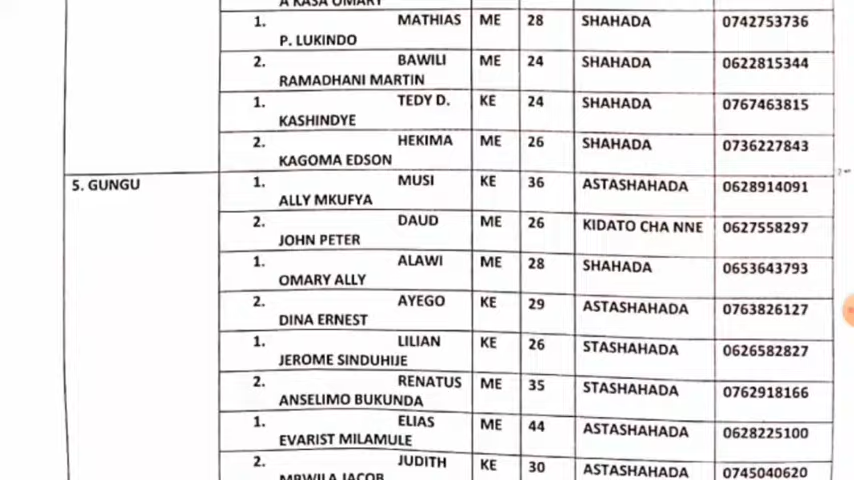 A KASA OMARY
1. MATHIAS ME 28 SHAHADA 0742753736
P. LUKINDO
2. BAWILI ME 24 SHAHADA 0622815344
RAMADHANI MARTIN
1. TEDY D. KE 24 SHAHADA 0767463815
KASHINDYE
2. HEKIMA ME 26 SHAHADA 0736227843
KAGOMA EDSON
5. GUNGU 1. MUSI KE 36 ASTASHAHADA 0628914091
ALLY MKUFYA
2. DAUD ME 26 KIDATO CHA NNE 0627558297
JOHN PETER
1. ALAWI ME 28 SHAHADA 0653643793
OMARY ALLY
2. AYEGO KE 29 ASTASHAHADA 0763826127
DINA ERNEST
1. LILIAN KE 26 STASHAHADA 0626582827
JEROME SINDUHIJE
2. RENATUS ME 35 STASHAHADA 0762918166
ANSELIMO BUKUNDA
1. ELIAS ME 44 ASTASHAHADA 0628225100
EVARIST MILAMULE
2. JUDITH KE 30 ASTASHAHADA 0745040620
MBWILA JACOB